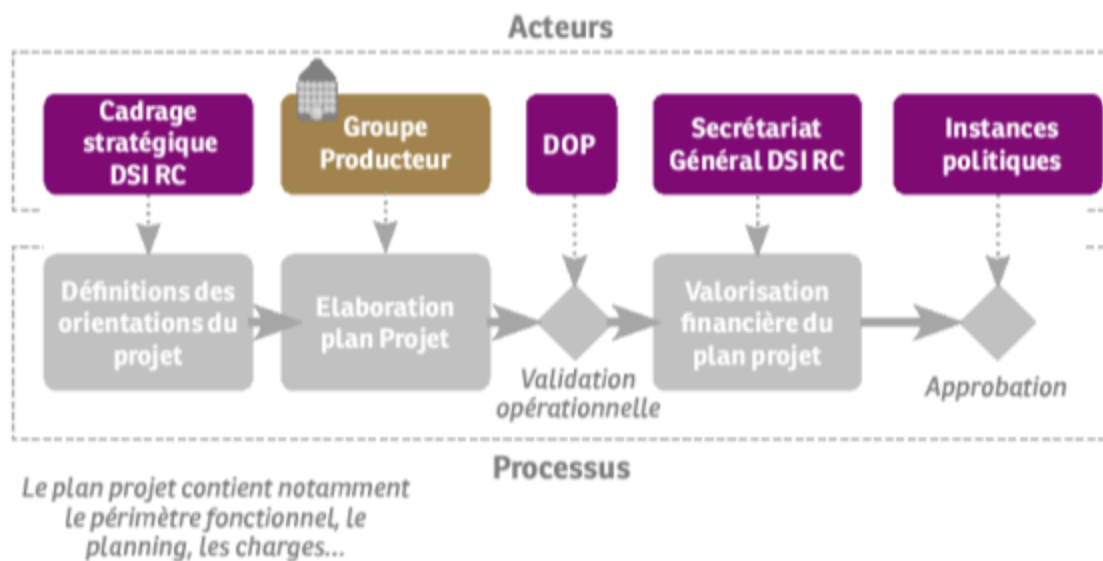 Acteurs
Cadrage
stratégique
DSI RC
Groupe
Producteur
DOP
Secrétariat
Général DSI RC
Instances
politiques
Définitions des
orientations du
projet
Elaboration
plan Projet
Validation
opérationnelle
Valorisation
financière du
plan projet
Approbation
Processus
Le plan projet contient notamment
le périmètre fonctionnel, le
planning, les charges...